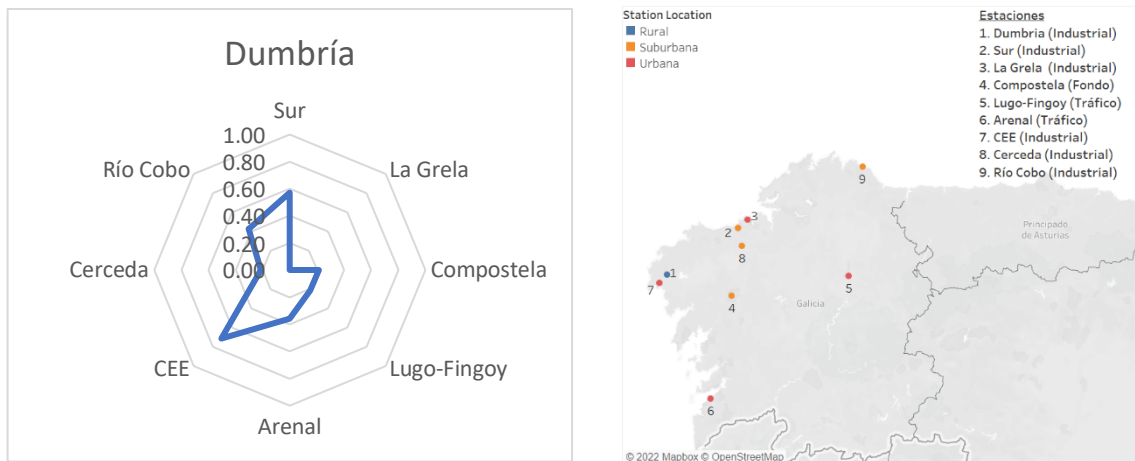 Dumbría
Sur
1.00
0.80
0.60
0.40
0.20
0.00
La Grela
Compostela
Lugo-Fingoy
Arenal
CEE
Cerceda
Río Cobo
Station Location
Rural
Suburbana
Urbana
Estaciones
1. Dumbria (Industrial)
2. Sur (Industrial)
3. La Grela (Industrial)
4. Compostela (Fondo)
5. Lugo-Fingoy (Tráfico)
6. Arenal (Tráfico)
7. CEE (Industrial)
8. Cerceda (Industrial)
9. Río Cobo (Industrial)
9
3
2
8
1
7
5
4
6
Principado
de Asturias
Galicia
© 2022 Mapbox © OpenStreetMap